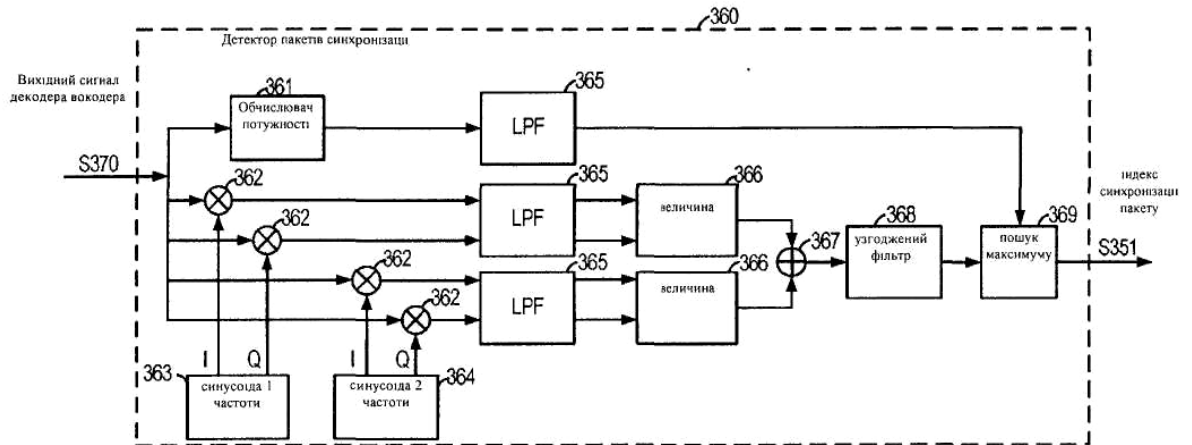 360
Детектор пакетів синхронізаці
Вихідний сигнал
декодера вокодера
361
Обчислювач
потужності
365
LPF
S370
362
365
LPF
366
величина
індекс
синхронізаці
пакету
362
367
368
узгоджений
фільтр
369
пошук
максимуму
S351
362
365
LPF
366
величина
362
I
Q
I
Q
363
синусоіда 1
частоти
синусоіда 2
частоти
364